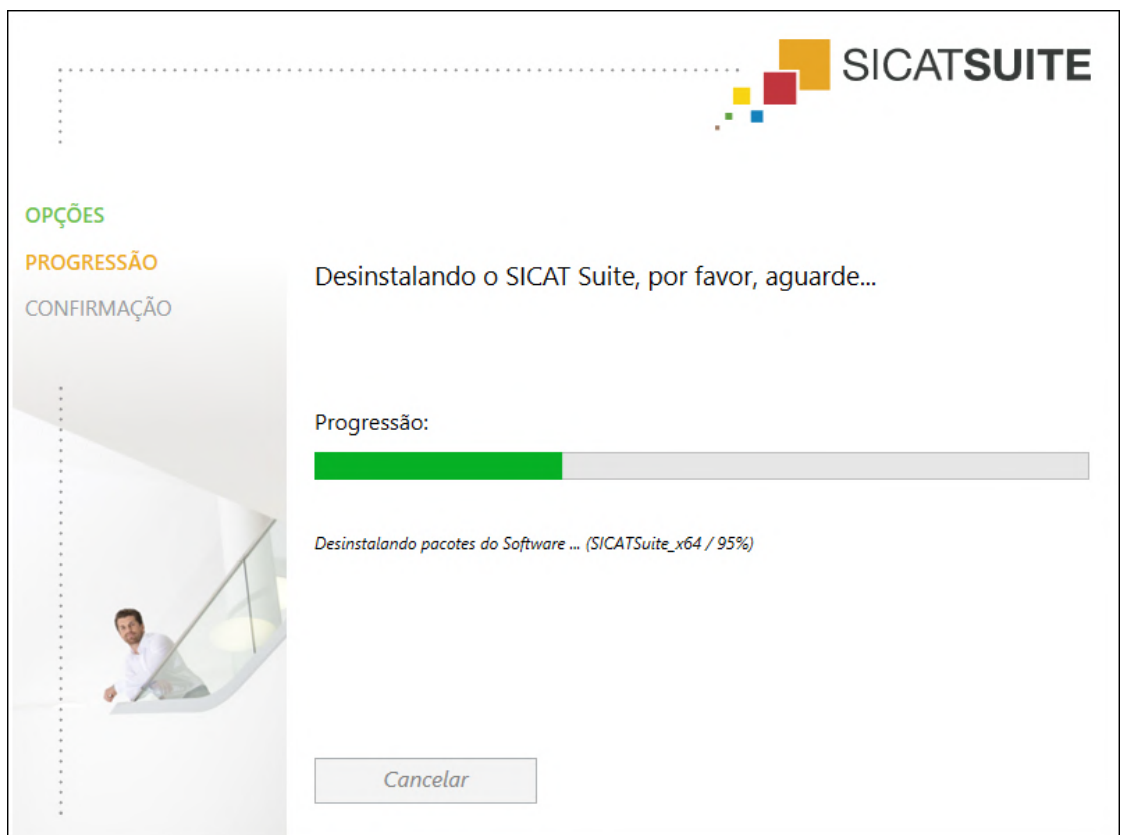 SICATSUITE
OPÇÕES
PROGRESSÃO
CONFIRMAÇÃO
Desinstalando o SICAT Suite, por favor, aguarde...
Progressão:
Desinstalando pacotes do Software ... (SICATSuite_x64 / 95%)
Cancelar